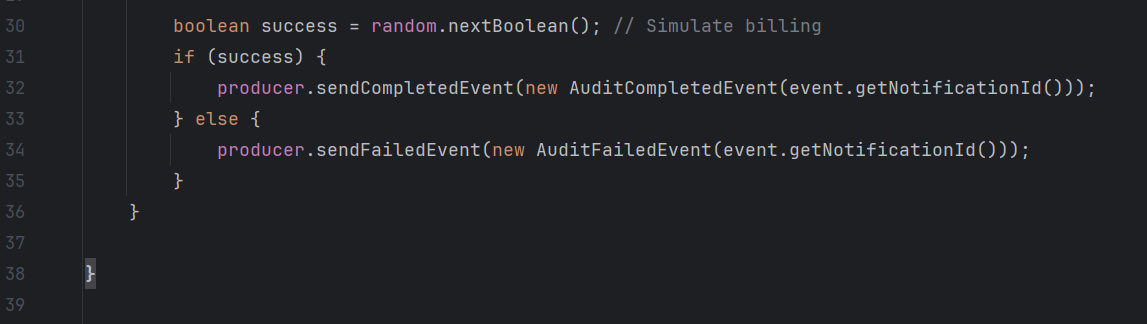 30 boolean success = random.nextBoolean(); // Simulate billing
31 if (success) {
32 producer.sendCompletedEvent(new AuditCompletedEvent(event.getNotificationId()));
33 } else {
34 producer.sendFailedEvent(new AuditFailedEvent(event.getNotificationId()));
35 }
36 }
37
38 }
39